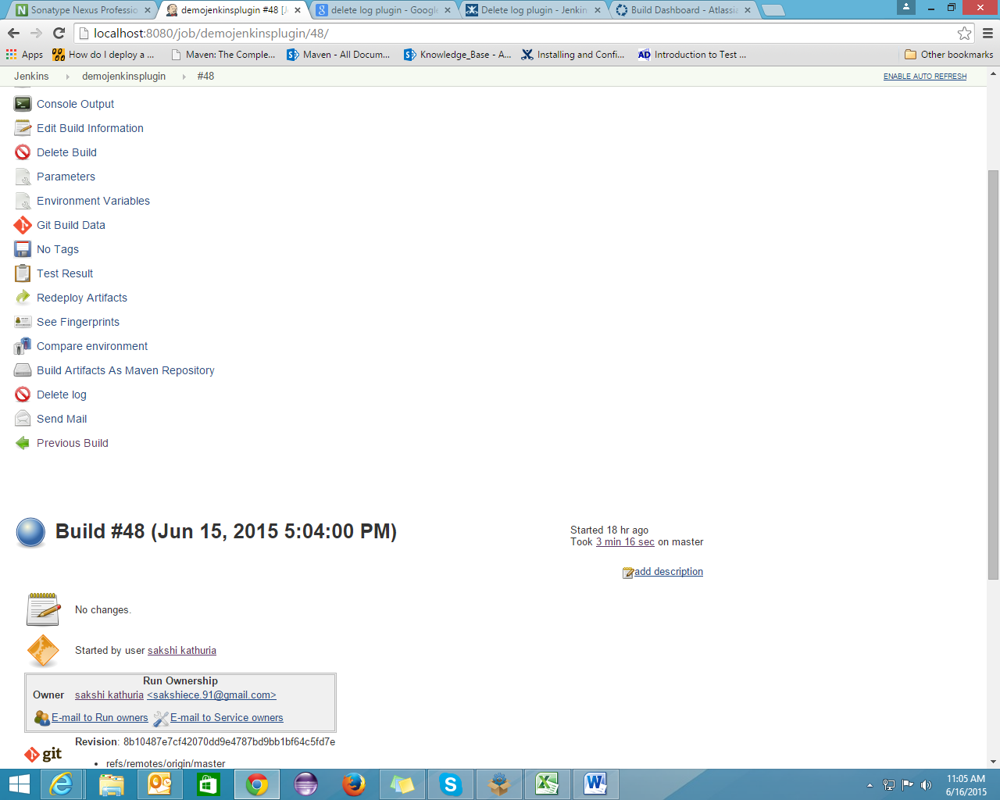 Sonatype Nexus Professio
demojenkinsplugin #48 [J
delete log plugin - Google
Delete log plugin - Jenkin
Build Dashboard - Atlassia
localhost:8080/job/demojenkinsplugin/48/
Apps
How do I deploy a ...
Maven: The Comple...
Maven - All Docum...
Knowledge_Base - A...
Installing and Confi...
AD Introduction to Test ...
Other bookmarks
Jenkins
demojenkinsplugin
#48
ENABLE AUTO REFRESH
Console Output
Edit Build Information
Delete Build
Parameters
Environment Variables
Git Build Data
No Tags
Test Result
Redeploy Artifacts
See Fingerprints
Compare environment
Build Artifacts As Maven Repository
Delete log
Send Mail
Previous Build
Build #48 (Jun 15, 2015 5:04:00 PM)
Started 18 hr ago
Took 3 min 16 sec on master
add description
No changes.
Started by user sakshi kathuria
Run Ownership
Owner sakshi kathuria <sakshiece.91@gmail.com>
E-mail to Run owners E-mail to Service owners
Revision: 8b10487e7cf42070dd9e4787bd9bb1bf64c5fd7e
git
• refs/remotes/origin/master
11:05 AM
6/16/2015